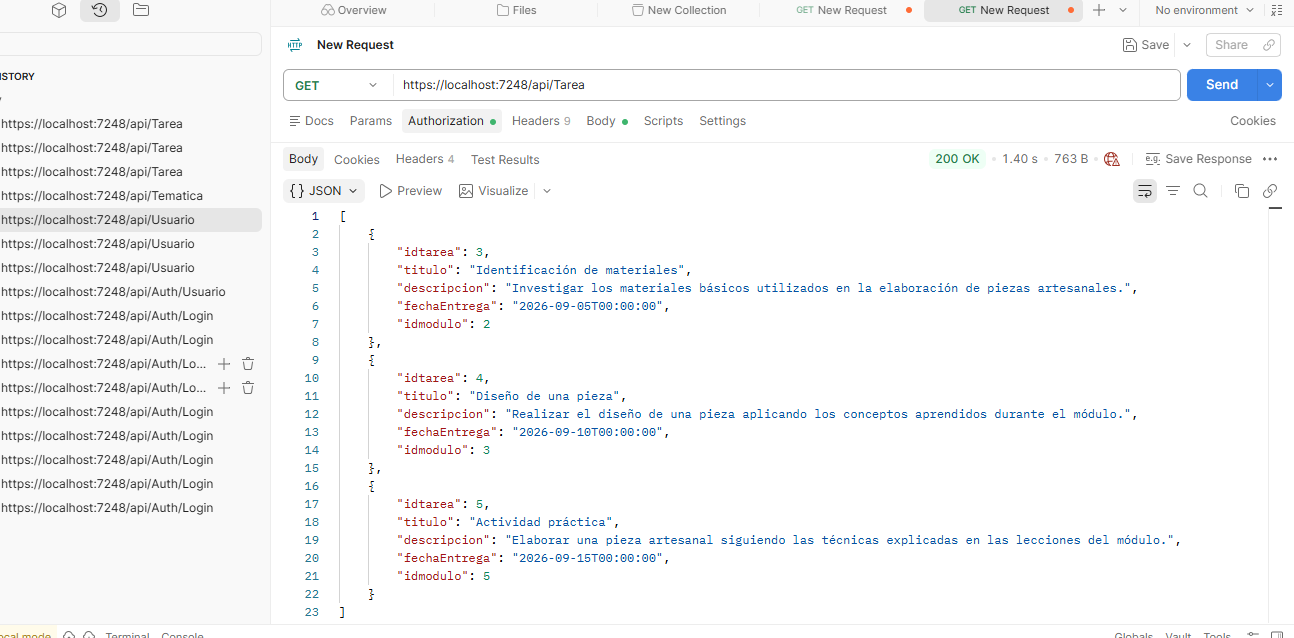 Overview
Files
New Collection
GET New Request
GET New Request
No environment
HTTP New Request
Save
Share
GET
https://localhost:7248/api/Tarea
Send
Docs
Params
Authorization
Headers 9
Body
Scripts
Settings
Cookies
Body
Cookies
Headers 4
Test Results
200 OK
1.40 s
763 B
e.g. Save Response
{} JSON
Preview
Visualize
https://localhost:7248/api/Tarea
https://localhost:7248/api/Tarea
https://localhost:7248/api/Tarea
https://localhost:7248/api/Tematica
https://localhost:7248/api/Usuario
https://localhost:7248/api/Usuario
https://localhost:7248/api/Usuario
https://localhost:7248/api/Auth/Usuario
https://localhost:7248/api/Auth/Login
https://localhost:7248/api/Auth/Login
https://localhost:7248/api/Auth/Lo...
https://localhost:7248/api/Auth/Lo...
https://localhost:7248/api/Auth/Login
https://localhost:7248/api/Auth/Login
https://localhost:7248/api/Auth/Login
https://localhost:7248/api/Auth/Login
https://localhost:7248/api/Auth/Login
1 [
2 {
3 "idtarea": 3,
4 "titulo": "Identificación de materiales",
5 "descripcion": "Investigar los materiales básicos utilizados en la elaboración de piezas artesanales.",
6 "fechaEntrega": "2026-09-05T00:00:00",
7 "idmodulo": 2
8 },
9 {
10 "idtarea": 4,
11 "titulo": "Diseño de una pieza",
12 "descripcion": "Realizar el diseño de una pieza aplicando los conceptos aprendidos durante el módulo.",
13 "fechaEntrega": "2026-09-10T00:00:00",
14 "idmodulo": 3
15 },
16 {
17 "idtarea": 5,
18 "titulo": "Actividad práctica",
19 "descripcion": "Elaborar una pieza artesanal siguiendo las técnicas explicadas en las lecciones del módulo.",
20 "fechaEntrega": "2026-09-15T00:00:00",
21 "idmodulo": 5
22 }
23 ]
mode
Terminal
Console
Globals
Vault
Tools